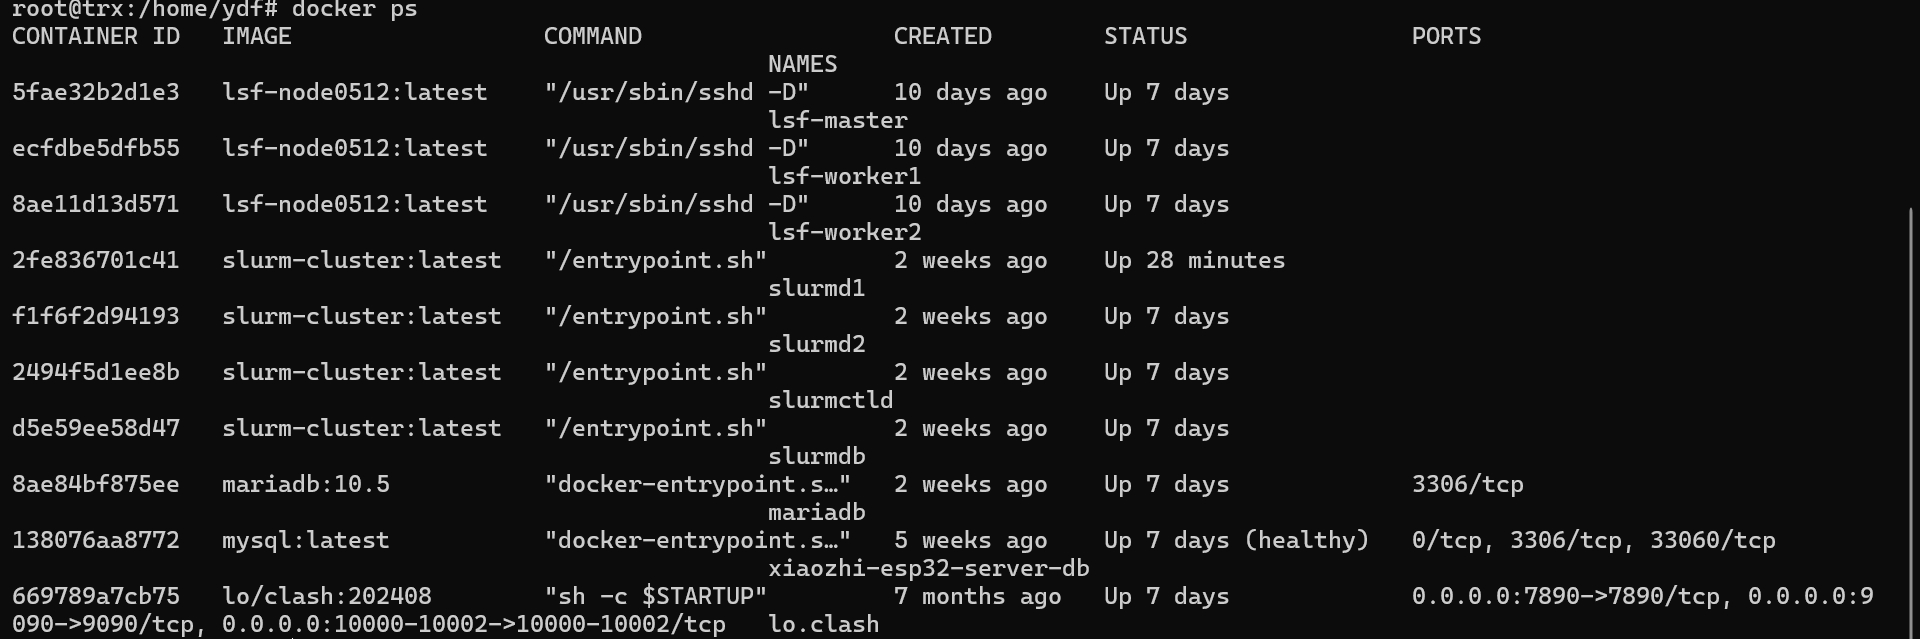 root@trx:/home/ydf# docker ps
CONTAINER ID   IMAGE                  COMMAND                  CREATED        STATUS                PORTS
                                                      NAMES
5fae32b2d1e3   lsf-node0512:latest    "/usr/sbin/sshd -D"      10 days ago    Up 7 days
                                                      lsf-master
ecfdbe5dfb55   lsf-node0512:latest    "/usr/sbin/sshd -D"      10 days ago    Up 7 days
                                                      lsf-worker1
8ae11d13d571   lsf-node0512:latest    "/usr/sbin/sshd -D"      10 days ago    Up 7 days
                                                      lsf-worker2
2fe836701c41   slurm-cluster:latest   "/entrypoint.sh"         2 weeks ago    Up 28 minutes
                                                      slurmd1
f1f6f2d94193   slurm-cluster:latest   "/entrypoint.sh"         2 weeks ago    Up 7 days
                                                      slurmd2
2494f5d1ee8b   slurm-cluster:latest   "/entrypoint.sh"         2 weeks ago    Up 7 days
                                                      slurmctld
d5e59ee58d47   slurm-cluster:latest   "/entrypoint.sh"         2 weeks ago    Up 7 days
                                                      slurmdb
8ae84bf875ee   mariadb:10.5           "docker-entrypoint.s…"   2 weeks ago    Up 7 days             3306/tcp
                                                      mariadb
138076aa8772   mysql:latest           "docker-entrypoint.s…"   5 weeks ago    Up 7 days (healthy)   0/tcp, 3306/tcp, 33060/tcp
                                                      xiaozhi-esp32-server-db
669789a7cb75   lo/clash:202408        "sh -c $STARTUP"         7 months ago   Up 7 days             0.0.0.0:7890->7890/tcp, 0.0.0.0:9
090->9090/tcp, 0.0.0.0:10000-10002->10000-10002/tcp   lo.clash